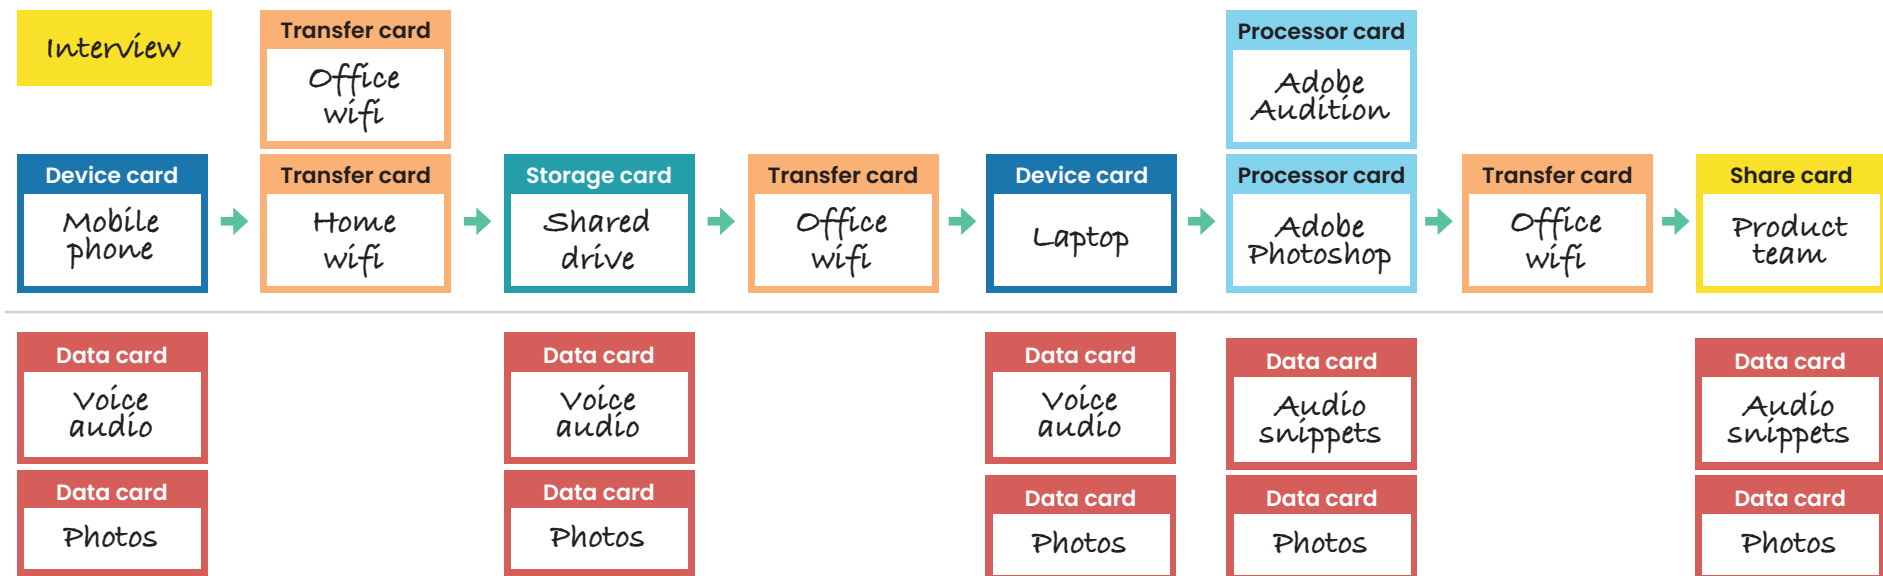 Interview
Transfer card
Office
wifi
Processor card
Adobe
Audition
Device card
Mobile
phone
Transfer card
Home
wifi
Storage card
Shared
drive
Transfer card
Office
wifi
Device card
Laptop
Processor card
Adobe
Photoshop
Transfer card
Office
wifi
Share card
Product
team
Data card
Voice
audio
Data card
Voice
audio
Data card
Voice
audio
Data card
Audio
snippets
Data card
Audio
snippets
Data card
Photos
Data card
Photos
Data card
Photos
Data card
Photos
Data card
Photos